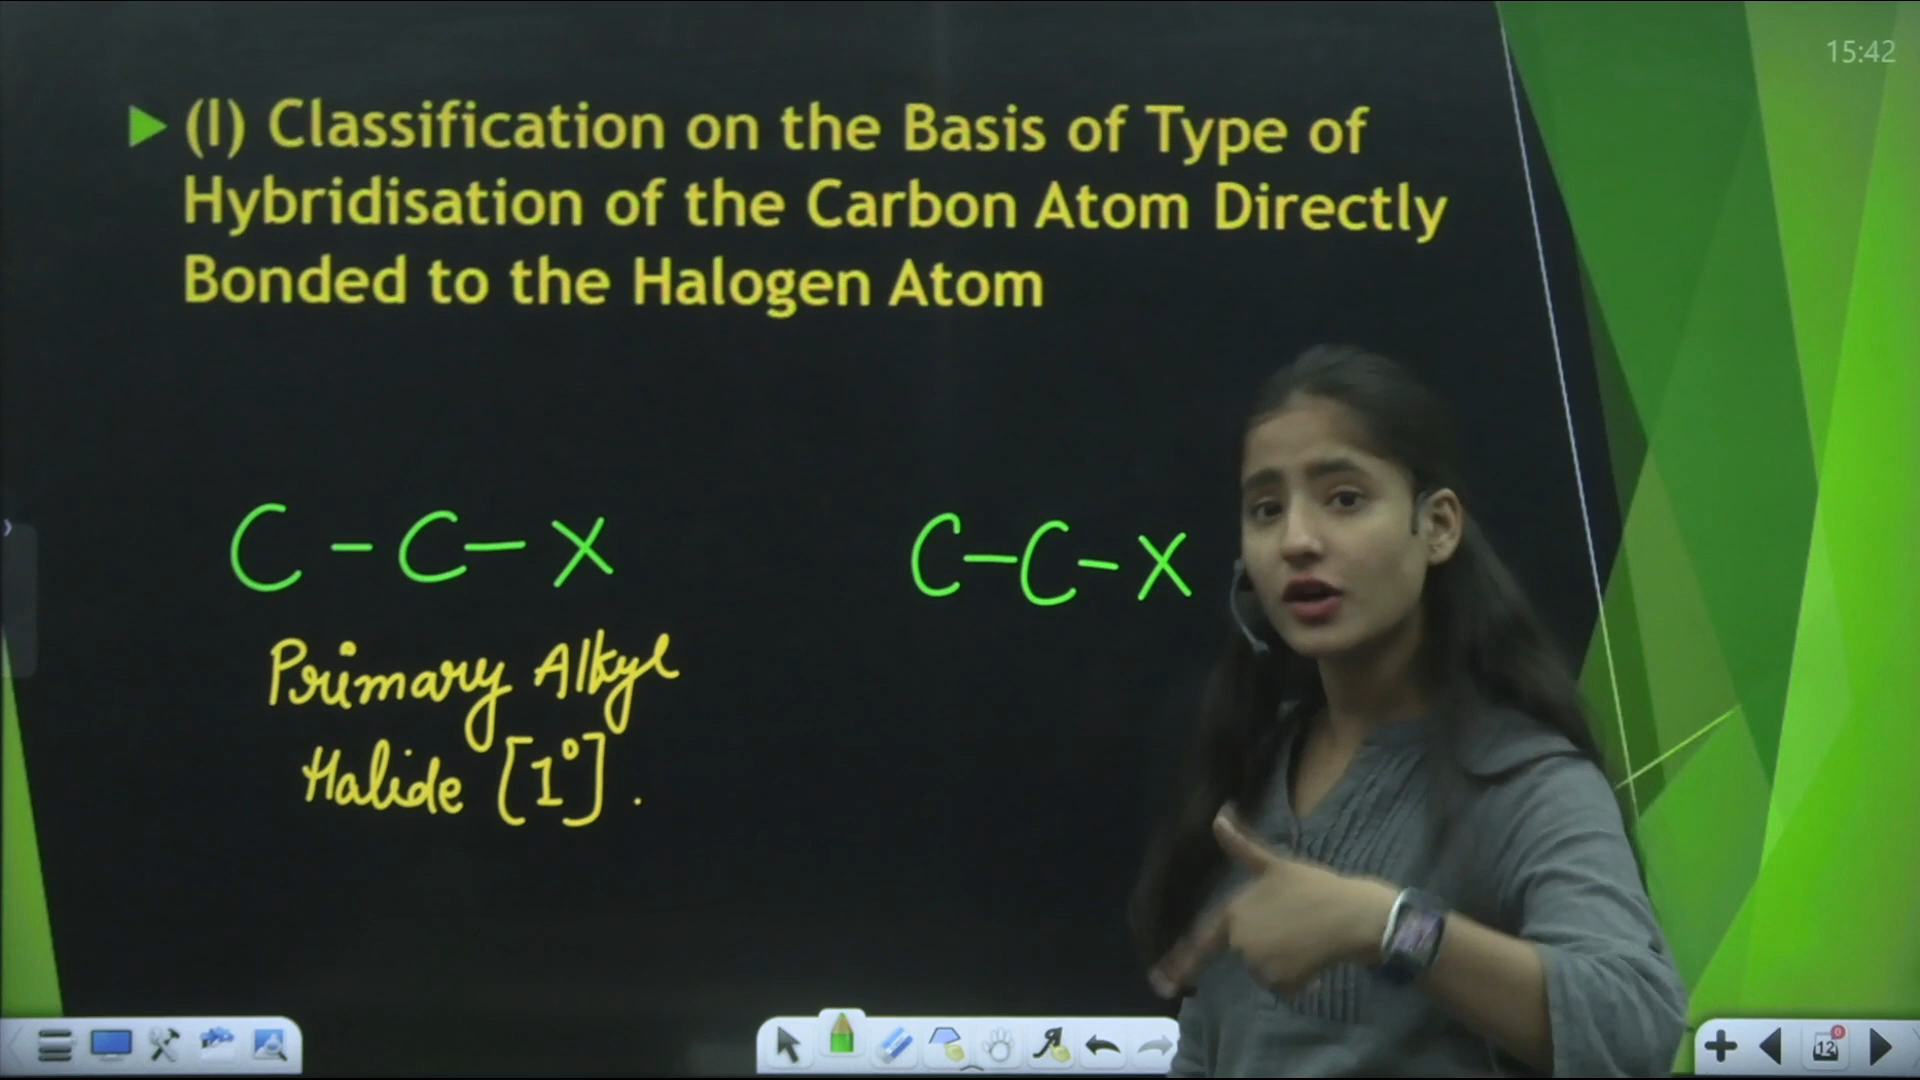 15:42
(I) Classification on the Basis of Type of
Hybridisation of the Carbon Atom Directly
Bonded to the Halogen Atom
C - C - X
C - C - X
Primary Alkyl
Halide [1°].
0
12